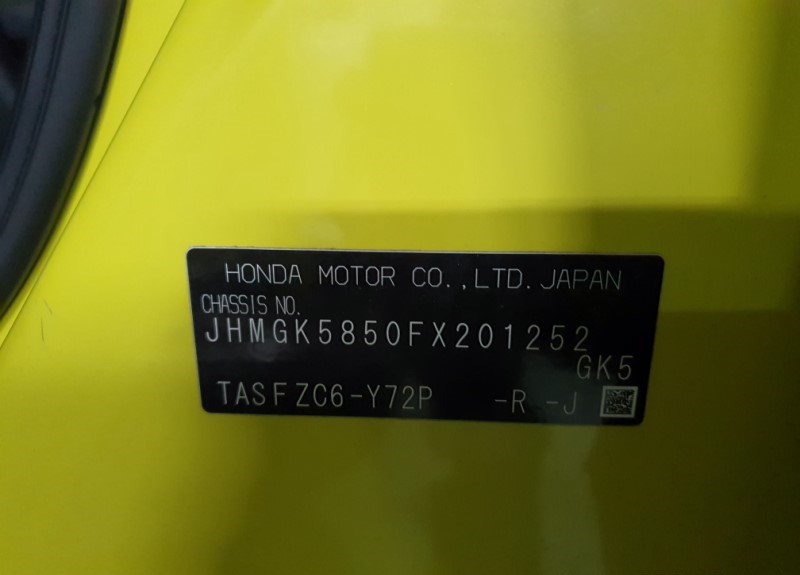 HONDA MOTOR CO.,LTD. JAPAN
CHASSIS NO.
JHMGK5850FX201252
GK5
TASFZC6-Y72P -R -J